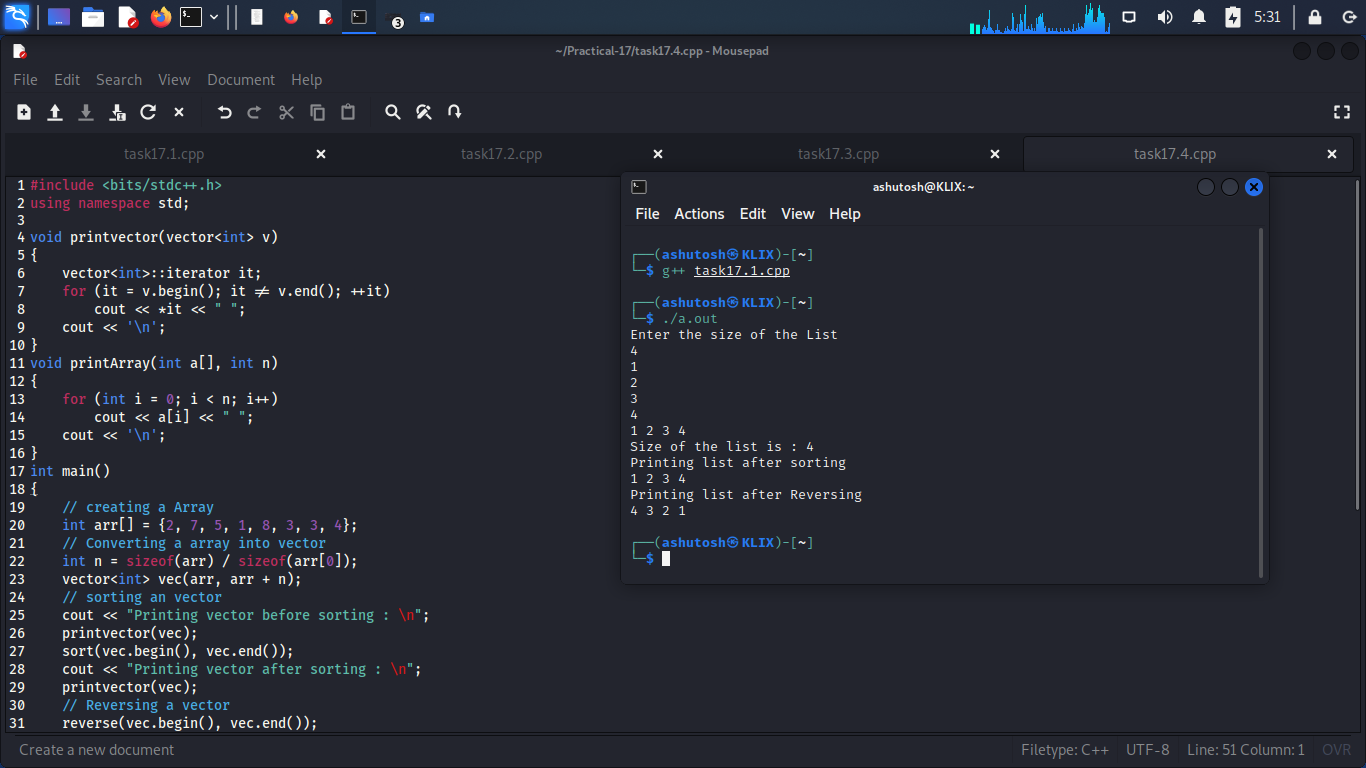 3
5:31
~/Practical-17/task17.4.cpp - Mousepad
File Edit Search View Document Help
task17.1.cpp task17.2.cpp task17.3.cpp task17.4.cpp
1 #include <bits/stdc++.h>
2 using namespace std;
3
4 void printvector(vector<int> v)
5 {
6     vector<int>::iterator it;
7     for (it = v.begin(); it != v.end(); ++it)
8         cout << *it << " ";
9     cout << '\n';
10 }
11 void printArray(int a[], int n)
12 {
13     for (int i = 0; i < n; i++)
14         cout << a[i] << " ";
15     cout << '\n';
16 }
17 int main()
18 {
19     // creating a Array
20     int arr[] = {2, 7, 5, 1, 8, 3, 3, 4};
21     // Converting a array into vector
22     int n = sizeof(arr) / sizeof(arr[0]);
23     vector<int> vec(arr, arr + n);
24     // sorting an vector
25     cout << "Printing vector before sorting : \n";
26     printvector(vec);
27     sort(vec.begin(), vec.end());
28     cout << "Printing vector after sorting : \n";
29     printvector(vec);
30     // Reversing a vector
31     reverse(vec.begin(), vec.end());
ashutosh@KLIX:~
File Actions Edit View Help
┌──(ashutosh㉿KLIX)-[~]
└─$ g++ task17.1.cpp
┌──(ashutosh㉿KLIX)-[~]
└─$ ./a.out
Enter the size of the List
4
1
2
3
4
1 2 3 4
Size of the list is : 4
Printing list after sorting
1 2 3 4
Printing list after Reversing
4 3 2 1
┌──(ashutosh㉿KLIX)-[~]
└─$
Create a new document Filetype: C++ UTF-8 Line: 51 Column: 1 OVR